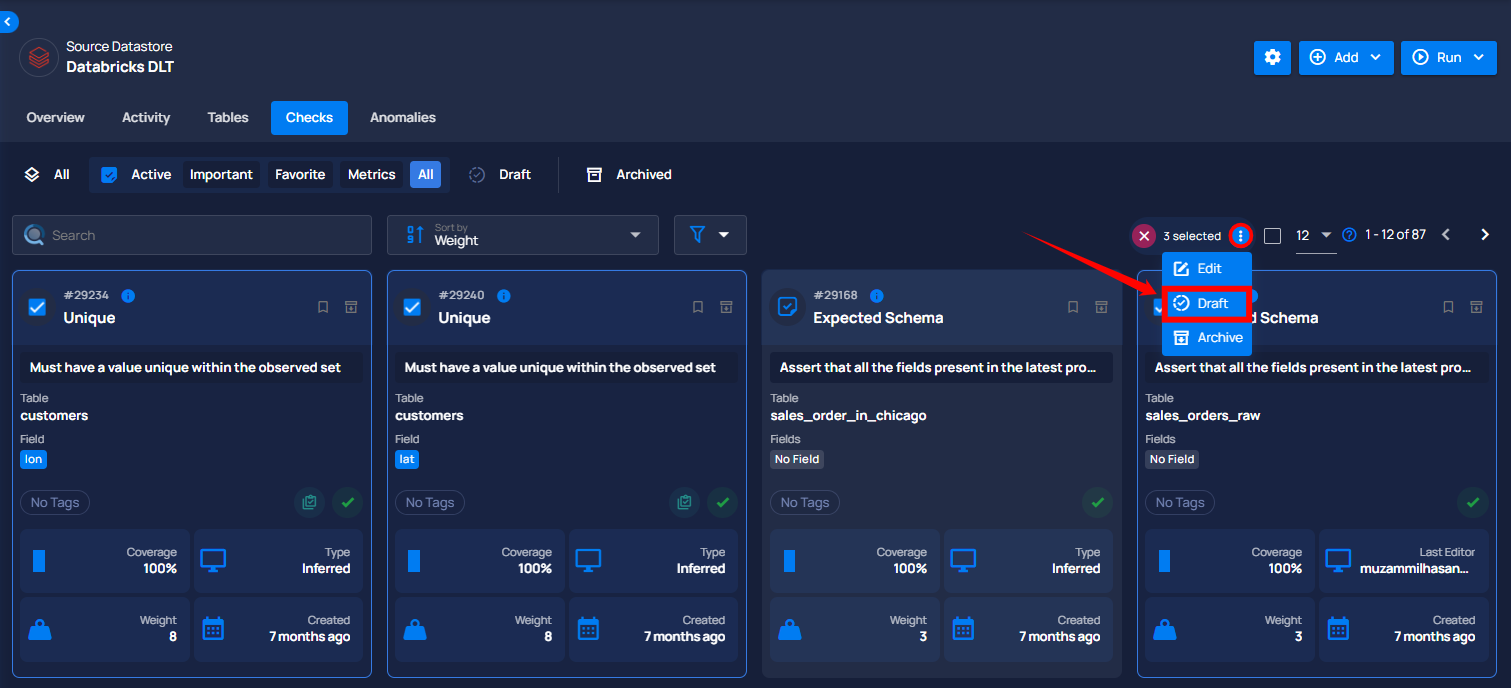 Source Datastore
Databricks DLT
Add
Run
Overview Activity Tables Checks Anomalies
All Active Important Favorite Metrics All Draft Archived
Search
Sort by
Weight
3 selected
12
1 - 12 of 87
Edit
Draft
Archive
#29234
Unique
Must have a value unique within the observed set
Table
customers
Field
lon
No Tags
Coverage
100%
Type
Inferred
Weight
8
Created
7 months ago
#29240
Unique
Must have a value unique within the observed set
Table
customers
Field
lat
No Tags
Coverage
100%
Type
Inferred
Weight
8
Created
7 months ago
#29168
Expected Schema
Assert that all the fields present in the latest pro...
Table
sales_order_in_chicago
Fields
No Field
No Tags
Coverage
100%
Type
Inferred
Weight
3
Created
7 months ago
Schema
Assert that all the fields present in the latest pro...
Table
sales_orders_raw
Fields
No Field
No Tags
Coverage
100%
Last Editor
muzammilhasan...
Weight
3
Created
7 months ago